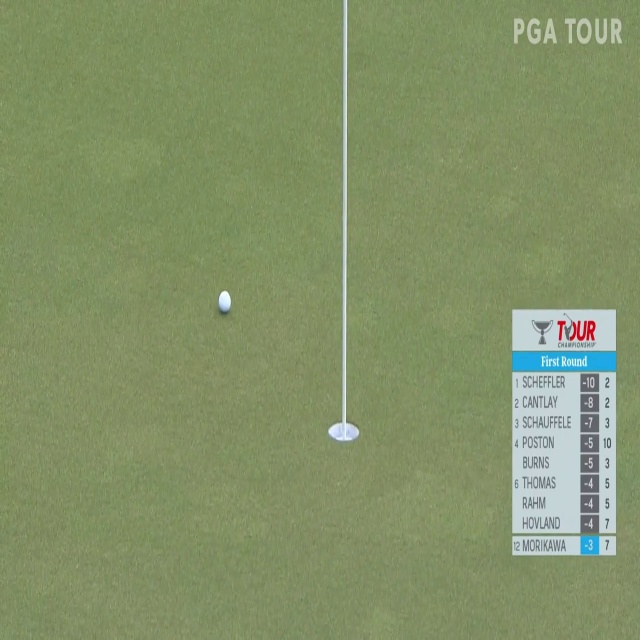 PGA TOUR
TOUR
CHAMPIONSHIP
First Round
1 SCHEFFLER -10 2
2 CANTLAY -8 2
3 SCHAUFFELE -7 3
4 POSTON -5 10
BURNS -5 3
6 THOMAS -4 5
RAHM -4 5
HOVLAND -4 7
12 MORIKAWA -3 7